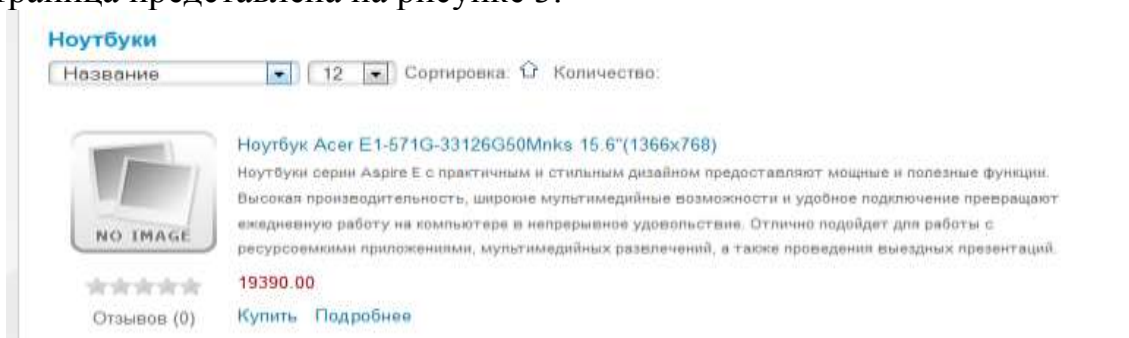 представлена на рисунке 3.
Ноутбуки
Название 12 Сортировка: Количество:
Ноутбук Acer E1-571G-33126G50Mnks 15.6"(1366x768)
Ноутбуки серии Aspire E с практичным и стильным дизайном предоставляют мощные и полезные функции.
Высокая производительность, широкие мультимедийные возможности и удобное подключение превращают
ежедневную работу на компьютере в непрерывное удовольствие. Отлично подойдет для работы с
NO IMAGE
ресурсоемкими приложениями, мультимедийных развлечений, а также проведения выездных презентаций.
19390.00
Отзывов (0) Купить Подробнее